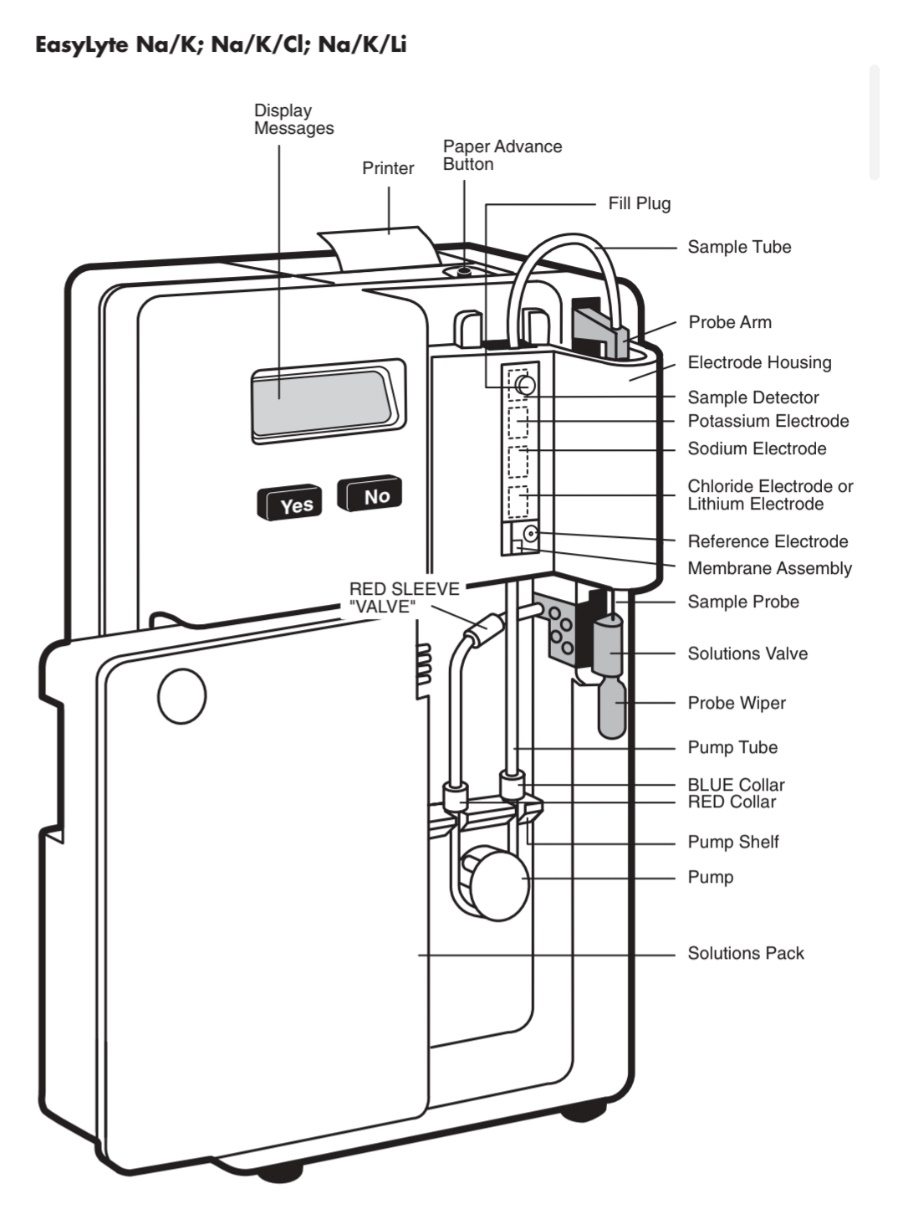 EasyLyte Na/K; Na/K/Cl; Na/K/Li
Display
Messages
Printer
Paper Advance
Button
Fill Plug
Sample Tube
Probe Arm
Electrode Housing
Sample Detector
Potassium Electrode
Sodium Electrode
Chloride Electrode or
Lithium Electrode
Yes
No
Reference Electrode
Membrane Assembly
RED SLEEVE
"VALVE"
Sample Probe
Solutions Valve
Probe Wiper
Pump Tube
BLUE Collar
RED Collar
Pump Shelf
Pump
Solutions Pack